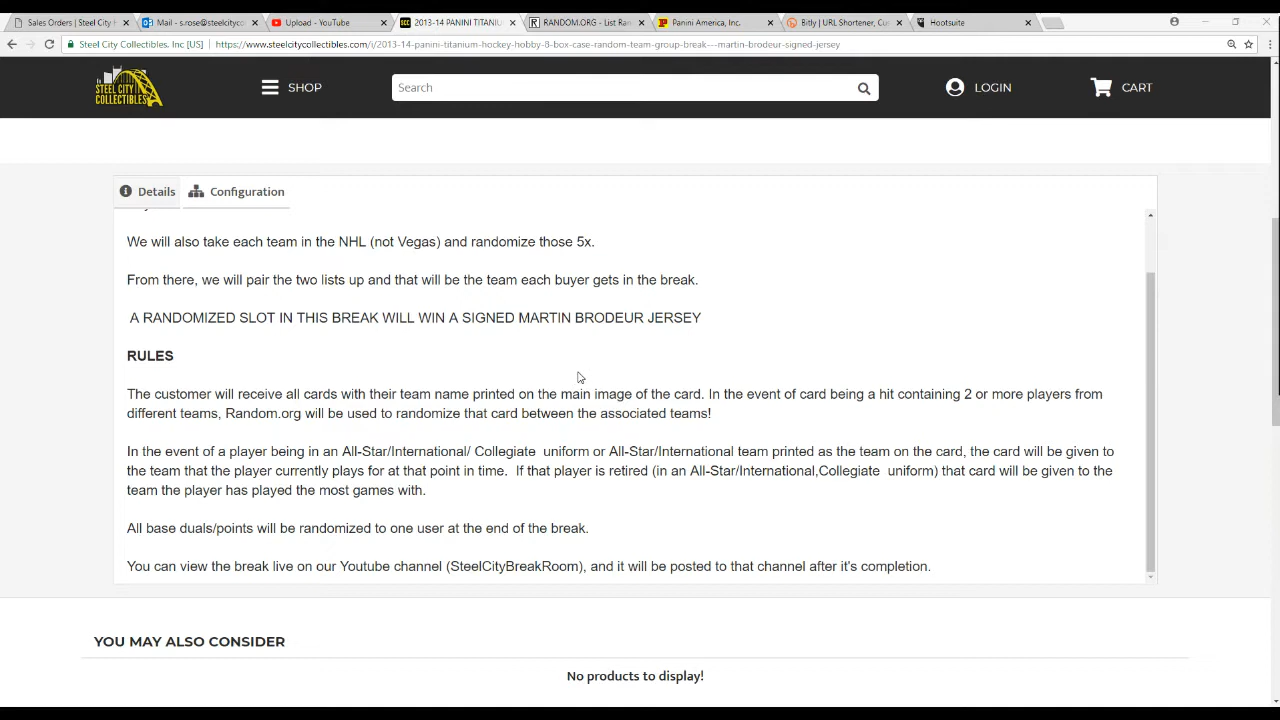 Sales Orders | Steel City H
Mail - s.rose@steelcityco
Upload - YouTube
2013-14 PANINI TITANIUM
RANDOM.ORG - List Ran
Panini America, Inc.
Bitly | URL Shortener, Cus
Hootsuite
Steel City Collectibles, Inc [US]
https://www.steelcitycollectibles.com/i/2013-14-panini-titanium-hockey-hobby-8-box-case-random-team-group-break---martin-brodeur-signed-jersey
STEEL CITY
COLLECTIBLES
SHOP
Search
LOGIN
CART
Details
Configuration
We will also take each team in the NHL (not Vegas) and randomize those 5x.
From there, we will pair the two lists up and that will be the team each buyer gets in the break.
A RANDOMIZED SLOT IN THIS BREAK WILL WIN A SIGNED MARTIN BRODEUR JERSEY
RULES
The customer will receive all cards with their team name printed on the main image of the card. In the event of card being a hit containing 2 or more players from
different teams, Random.org will be used to randomize that card between the associated teams!
In the event of a player being in an All-Star/International/ Collegiate  uniform or All-Star/International team printed as the team on the card, the card will be given to
the team that the player currently plays for at that point in time.  If that player is retired (in an All-Star/International,Collegiate  uniform) that card will be given to the
team the player has played the most games with.
All base duals/points will be randomized to one user at the end of the break.
You can view the break live on our Youtube channel (SteelCityBreakRoom), and it will be posted to that channel after it's completion.
YOU MAY ALSO CONSIDER
No products to display!